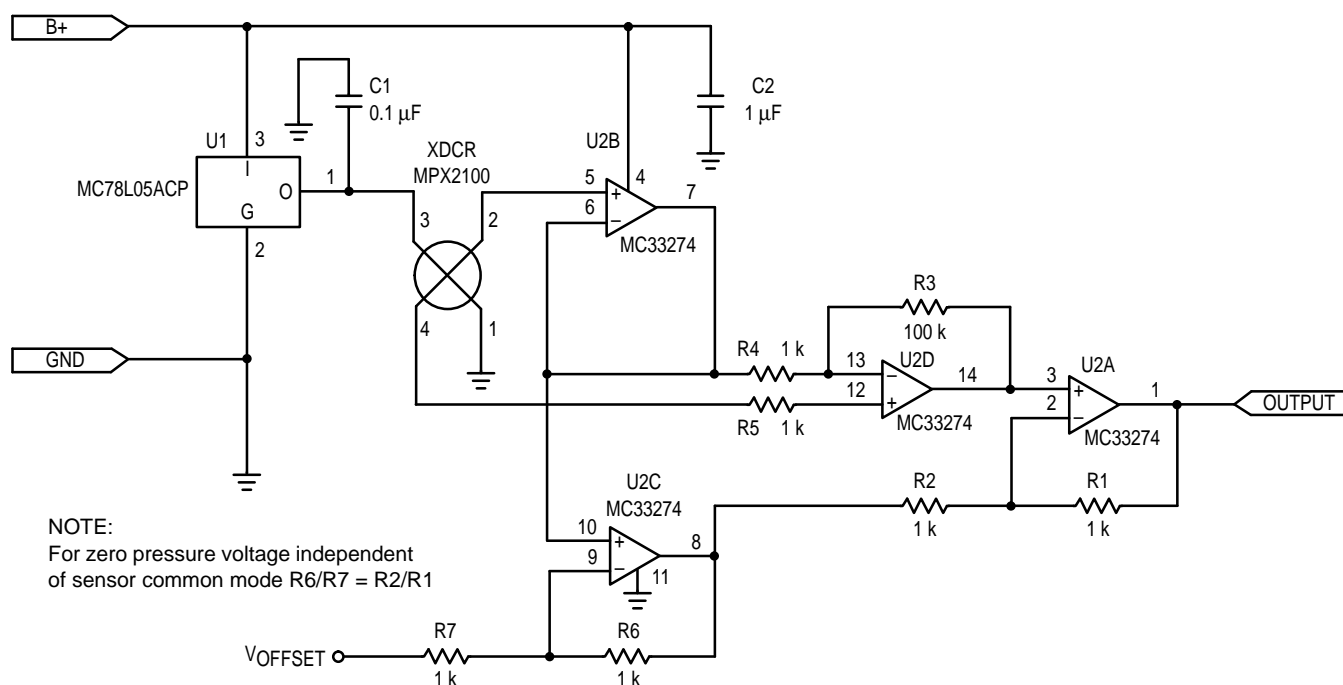 B+
C1
0.1 µF
C2
1 µF
U1
3
I
MC78L05ACP
O
G
1
2
XDCR
MPX2100
3
2
4
1
U2B
5
+
4
6
–
7
MC33274
GND
R3
100 k
R4
1 k
13
–
U2D
14
12
+
MC33274
R5
1 k
U2A
3
+
1
2
–
MC33274
OUTPUT
U2C
MC33274
10
+
8
9
–
11
R2
1 k
R1
1 k
NOTE:
For zero pressure voltage independent
of sensor common mode R6/R7 = R2/R1
VOFFSET
R7
1 k
R6
1 k